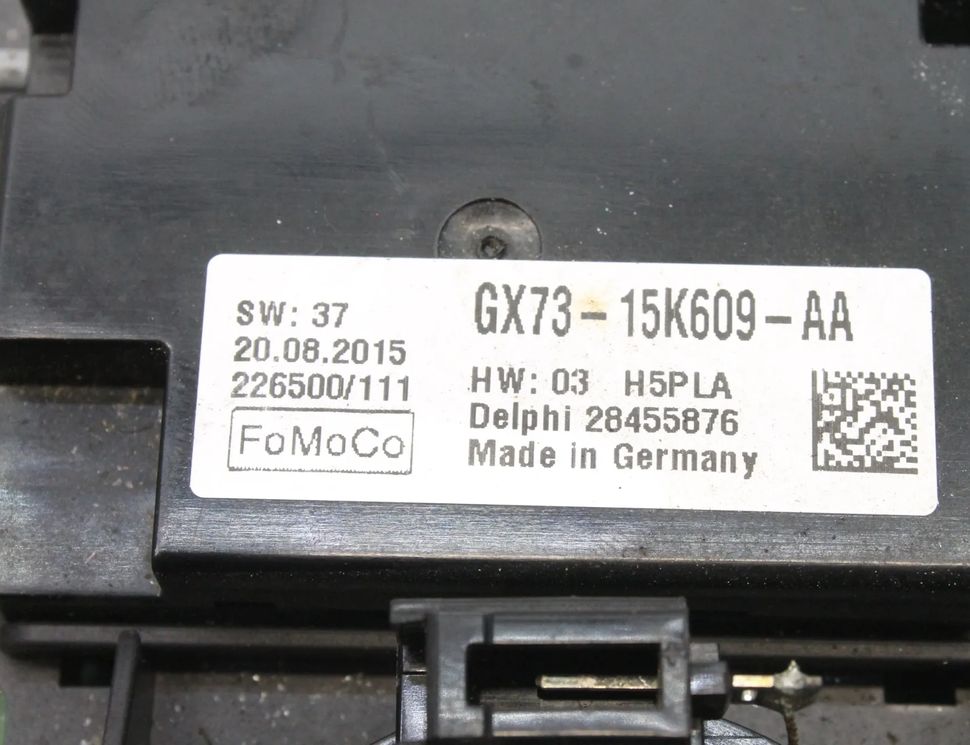 SW: 37
20.08.2015
226500/111
FoMoCo
GX73-15K609-AA
HW: 03 H5PLA
Delphi 28455876
Made in Germany